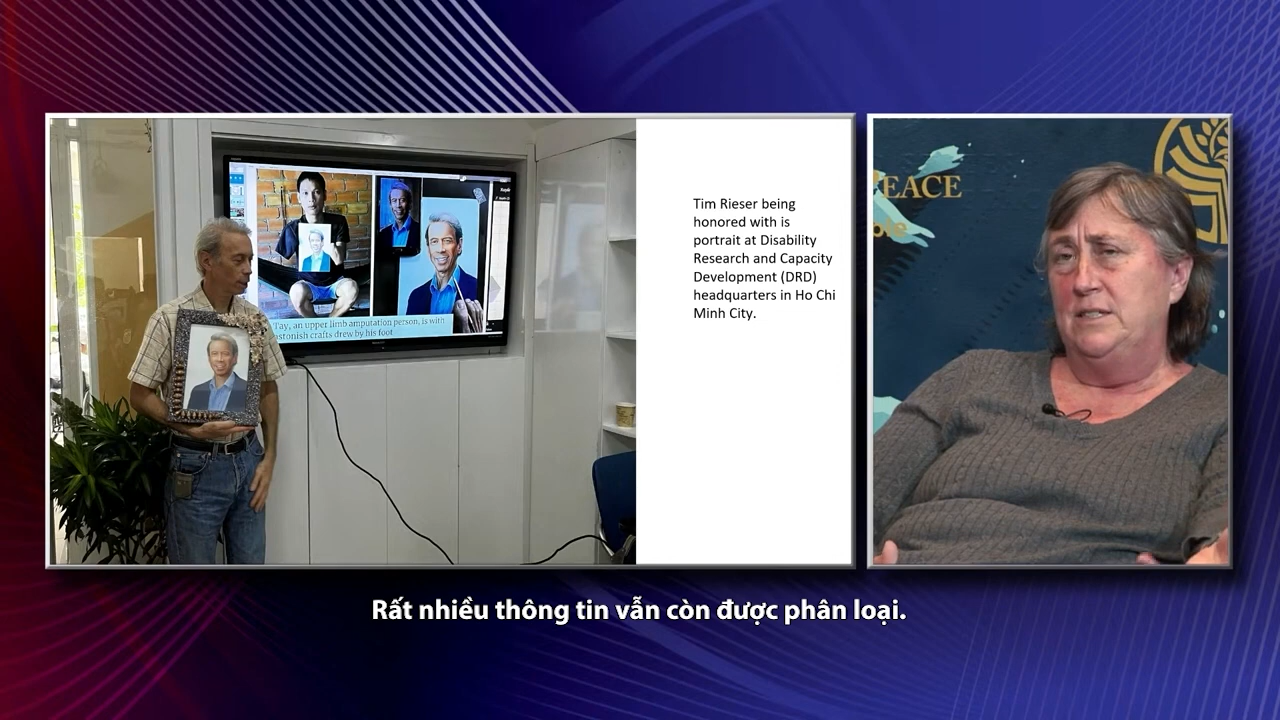 Tay, an upper limb amputation person, is with
astonish crafts drew by his foot
Tim Rieser being
honored with is
portrait at Disability
Research and Capacity
Development (DRD)
headquarters in Ho Chi
Minh City.
EACE
Rất nhiều thông tin vẫn còn được phân loại.